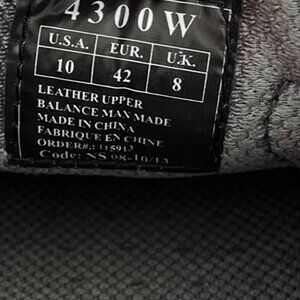 4300W
U.S.A. EUR. U.K.
10 42 8
LEATHER UPPER
BALANCE MAN MADE
MADE IN CHINA
FABRIQUE EN CHINE
ORDER#.: 115913
Code: NS 08-10/13